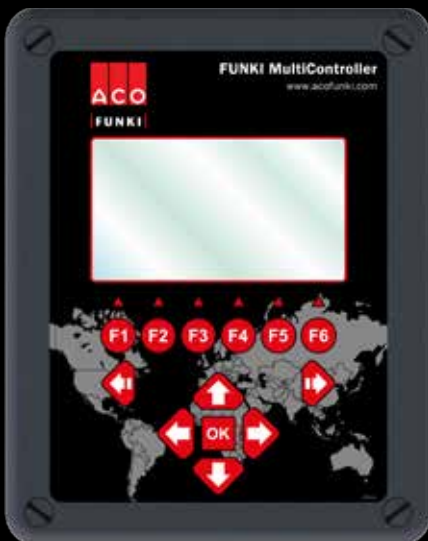 FUNKI MultiController
www.acofunki.com
ACO
FUNKI
F1 F2 F3 F4 F5 F6
OK